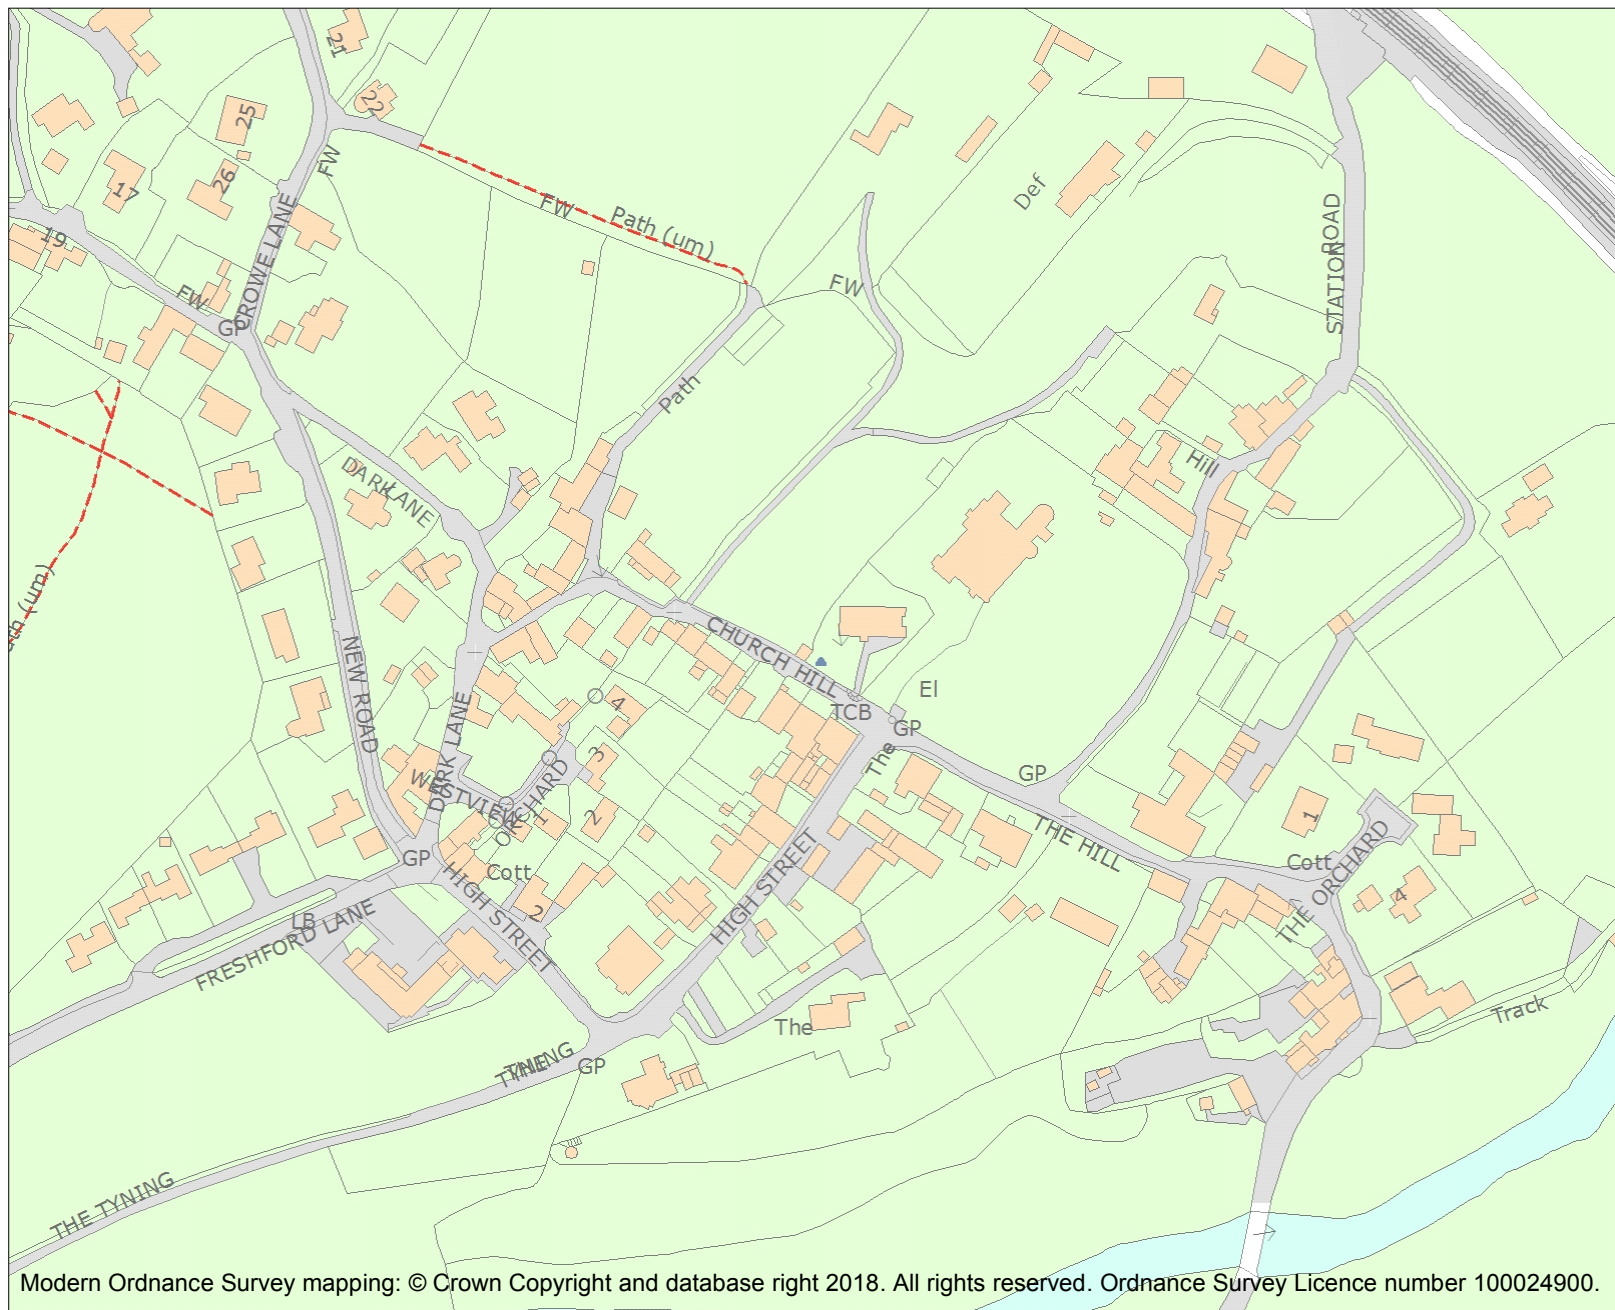 21
22
25
FW
17
26
FW
Path (um)
Def
19
CROWE LANE
STATION ROAD
FW
FW
GP
Path
DARK LANE
Hill
NEW ROAD
CHURCH HILL
El
4
TCB
GP
DARK LANE
The
3
WESTVIEW
ORCHARD
GP
1
2
THE HILL
1
HIGH STREET
GP
Cott
Cott
THE ORCHARD
HIGH STREET
2
4
LB
FRESHFORD LANE
The
Track
THE TYNING
GP
THE TYNING
Modern Ordnance Survey mapping: © Crown Copyright and database right 2018. All rights reserved. Ordnance Survey Licence number 100024900.